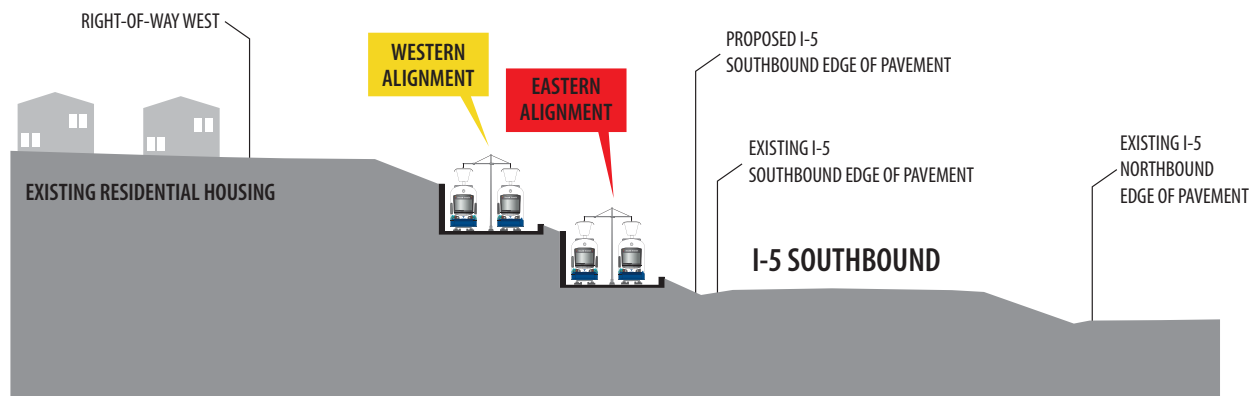 RIGHT-OF-WAY WEST
WESTERN
ALIGNMENT
EASTERN
ALIGNMENT
PROPOSED I-5
SOUTHBOUND EDGE OF PAVEMENT
EXISTING I-5
SOUTHBOUND EDGE OF PAVEMENT
EXISTING I-5
NORTHBOUND
EDGE OF PAVEMENT
EXISTING RESIDENTIAL HOUSING
I-5 SOUTHBOUND